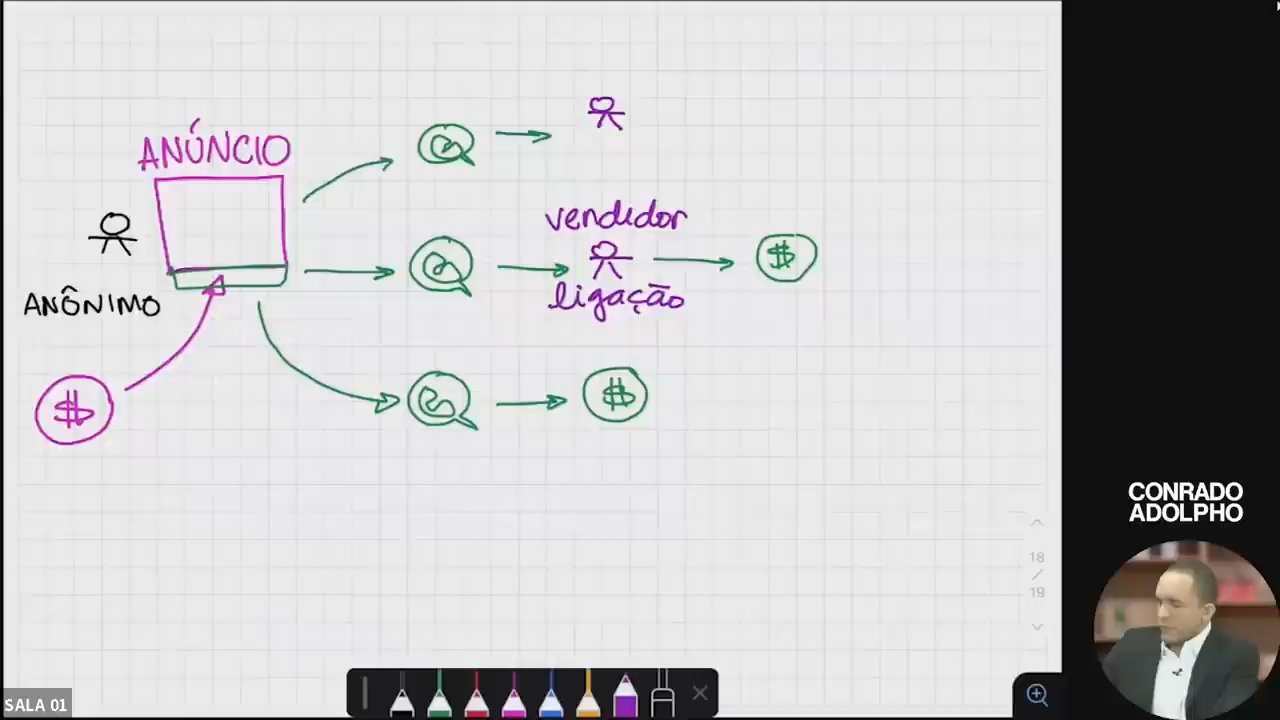 ANÚNCIO
vendedor
$
ANÔNIMO
ligação
$
$
CONRADO
ADOLPHO
18
/
19
SALA 01